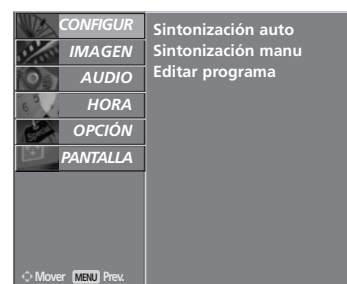 CONFIGUR
IMAGEN
AUDIO
HORA
OPCIÓN
PANTALLA
Sintonización auto
Sintonización manu
Editar programa
Mover MENU Prev.